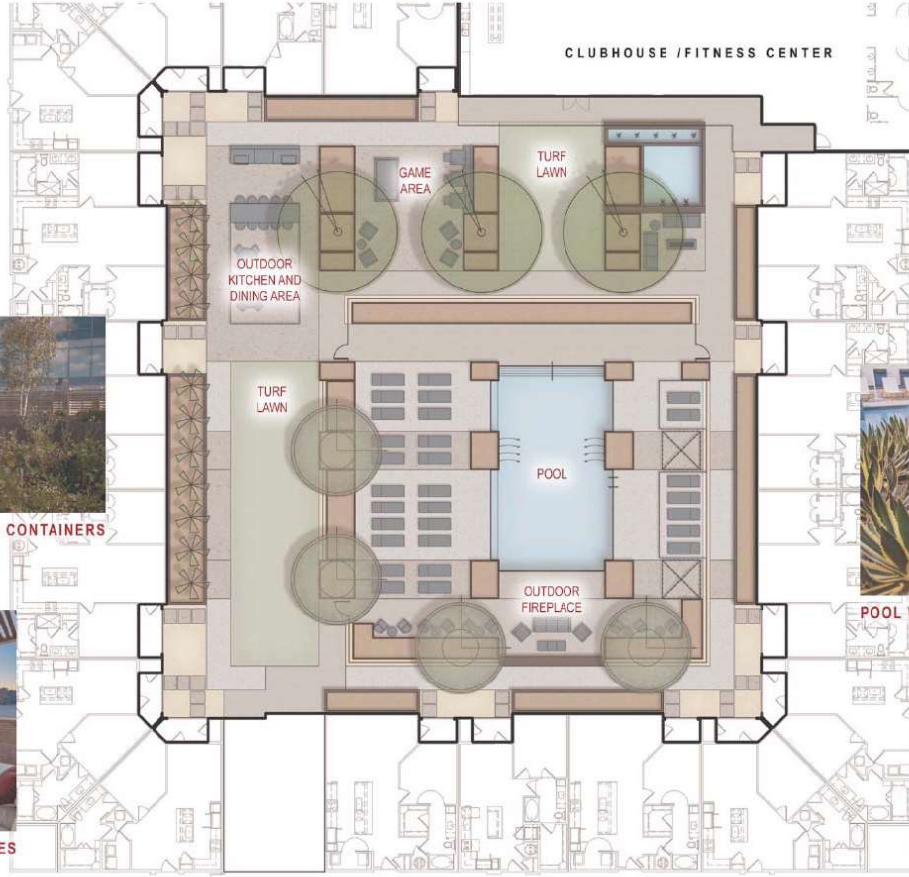 CLUBHOUSE /FITNESS CENTER
TURF
LAWN
GAME
AREA
OUTDOOR
KITCHEN AND
DINING AREA
TURF
LAWN
POOL
CONTAINERS
OUTDOOR
FIREPLACE
POOL
ES